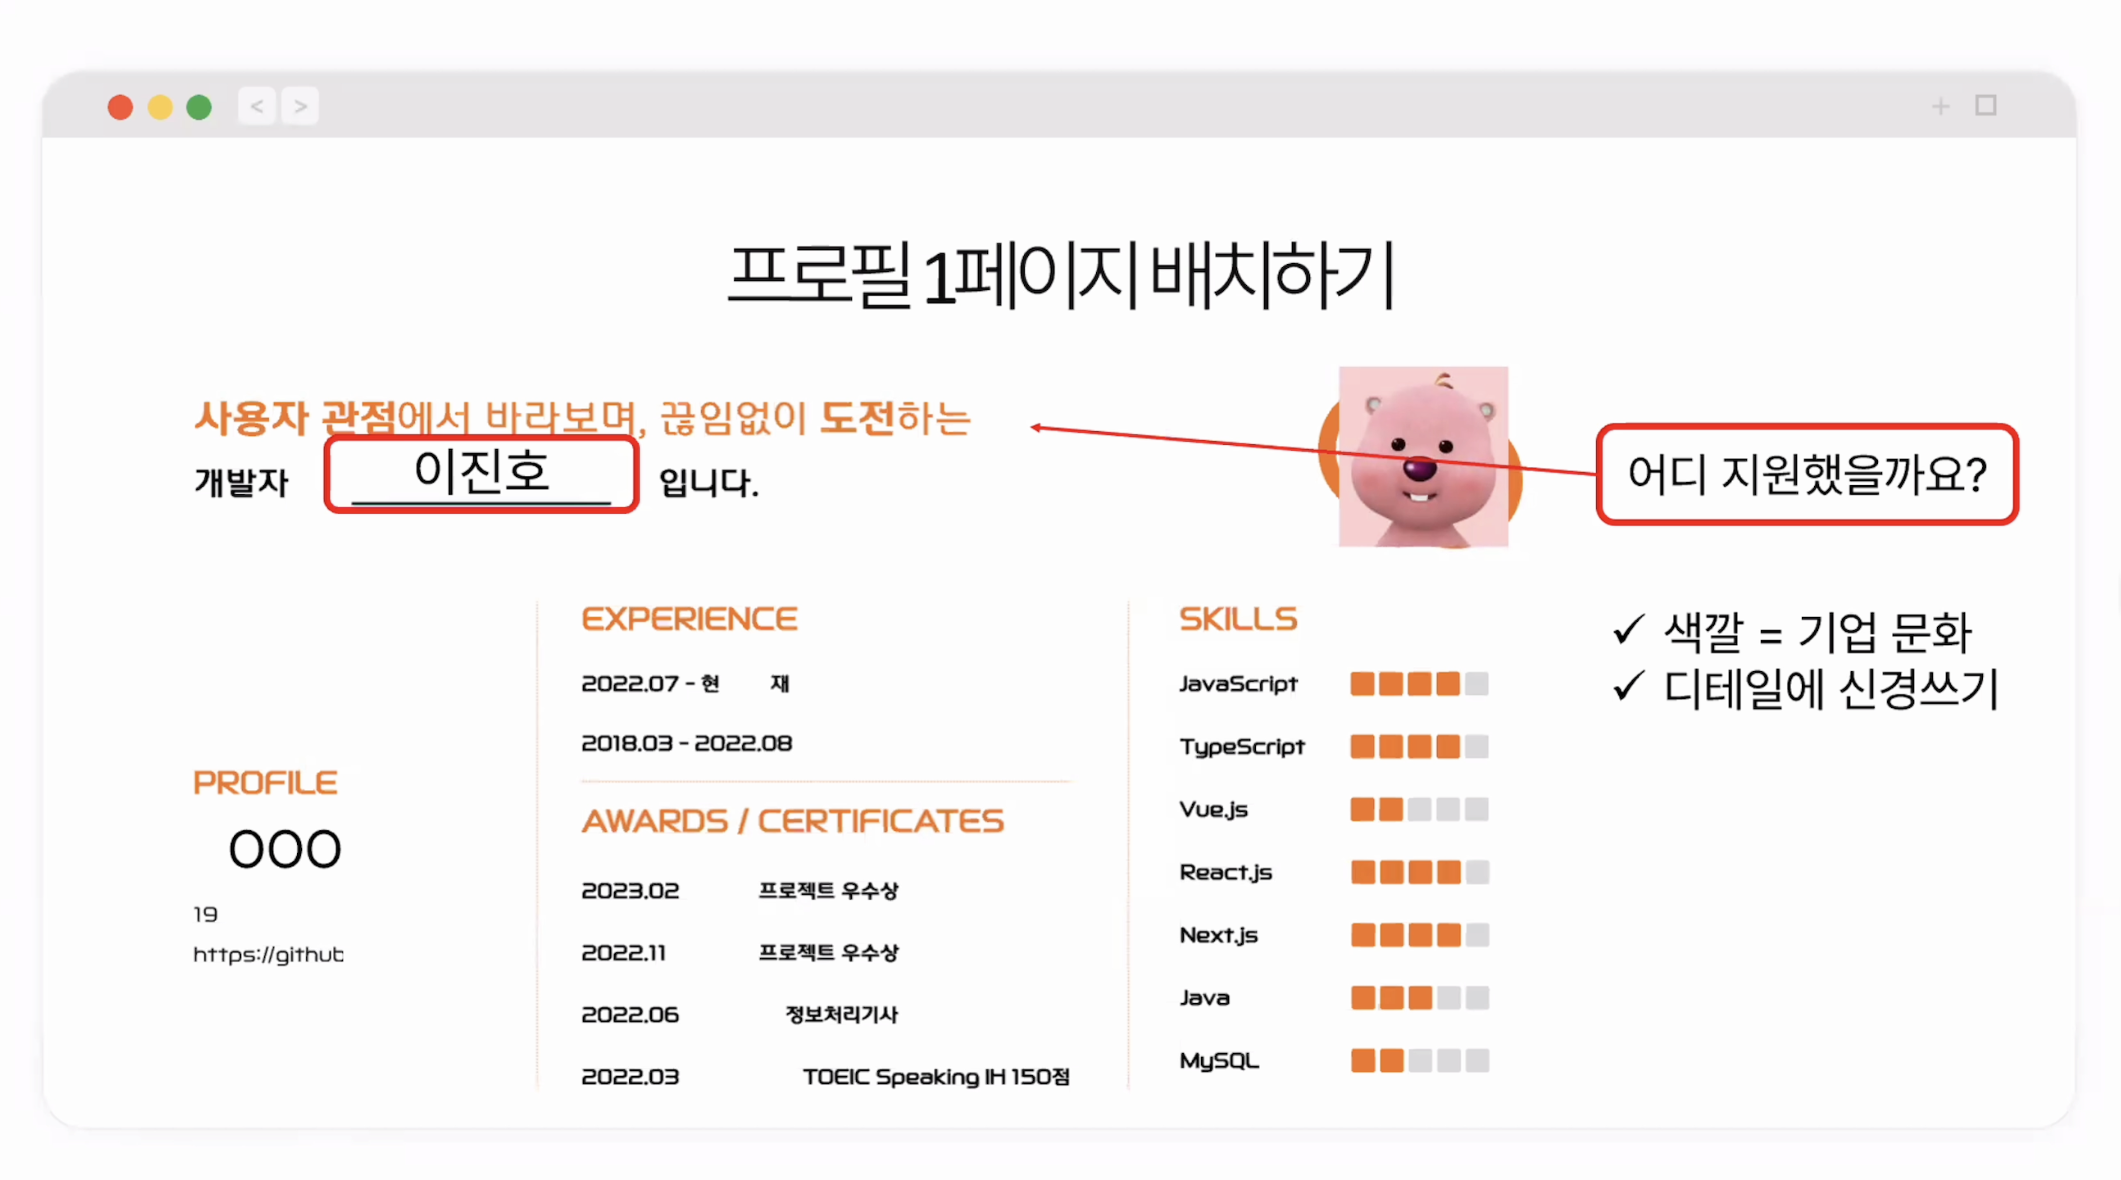 < >
+
프로필 1페이지 배치하기
사용자 관점에서 바라보며, 끊임없이 도전하는
개발자 이진호 입니다.
어디 지원했을까요?
✓ 색깔 = 기업 문화
✓ 디테일에 신경쓰기
PROFILE
OOO
19
https://github
EXPERIENCE
2022.07 - 현 재
2018.03 - 2022.08
AWARDS / CERTIFICATES
2023.02 프로젝트 우수상
2022.11 프로젝트 우수상
2022.06 정보처리기사
2022.03 TOEIC Speaking IH 150점
SKILLS
JavaScript
TypeScript
Vue.js
React.js
Next.js
Java
MySQL